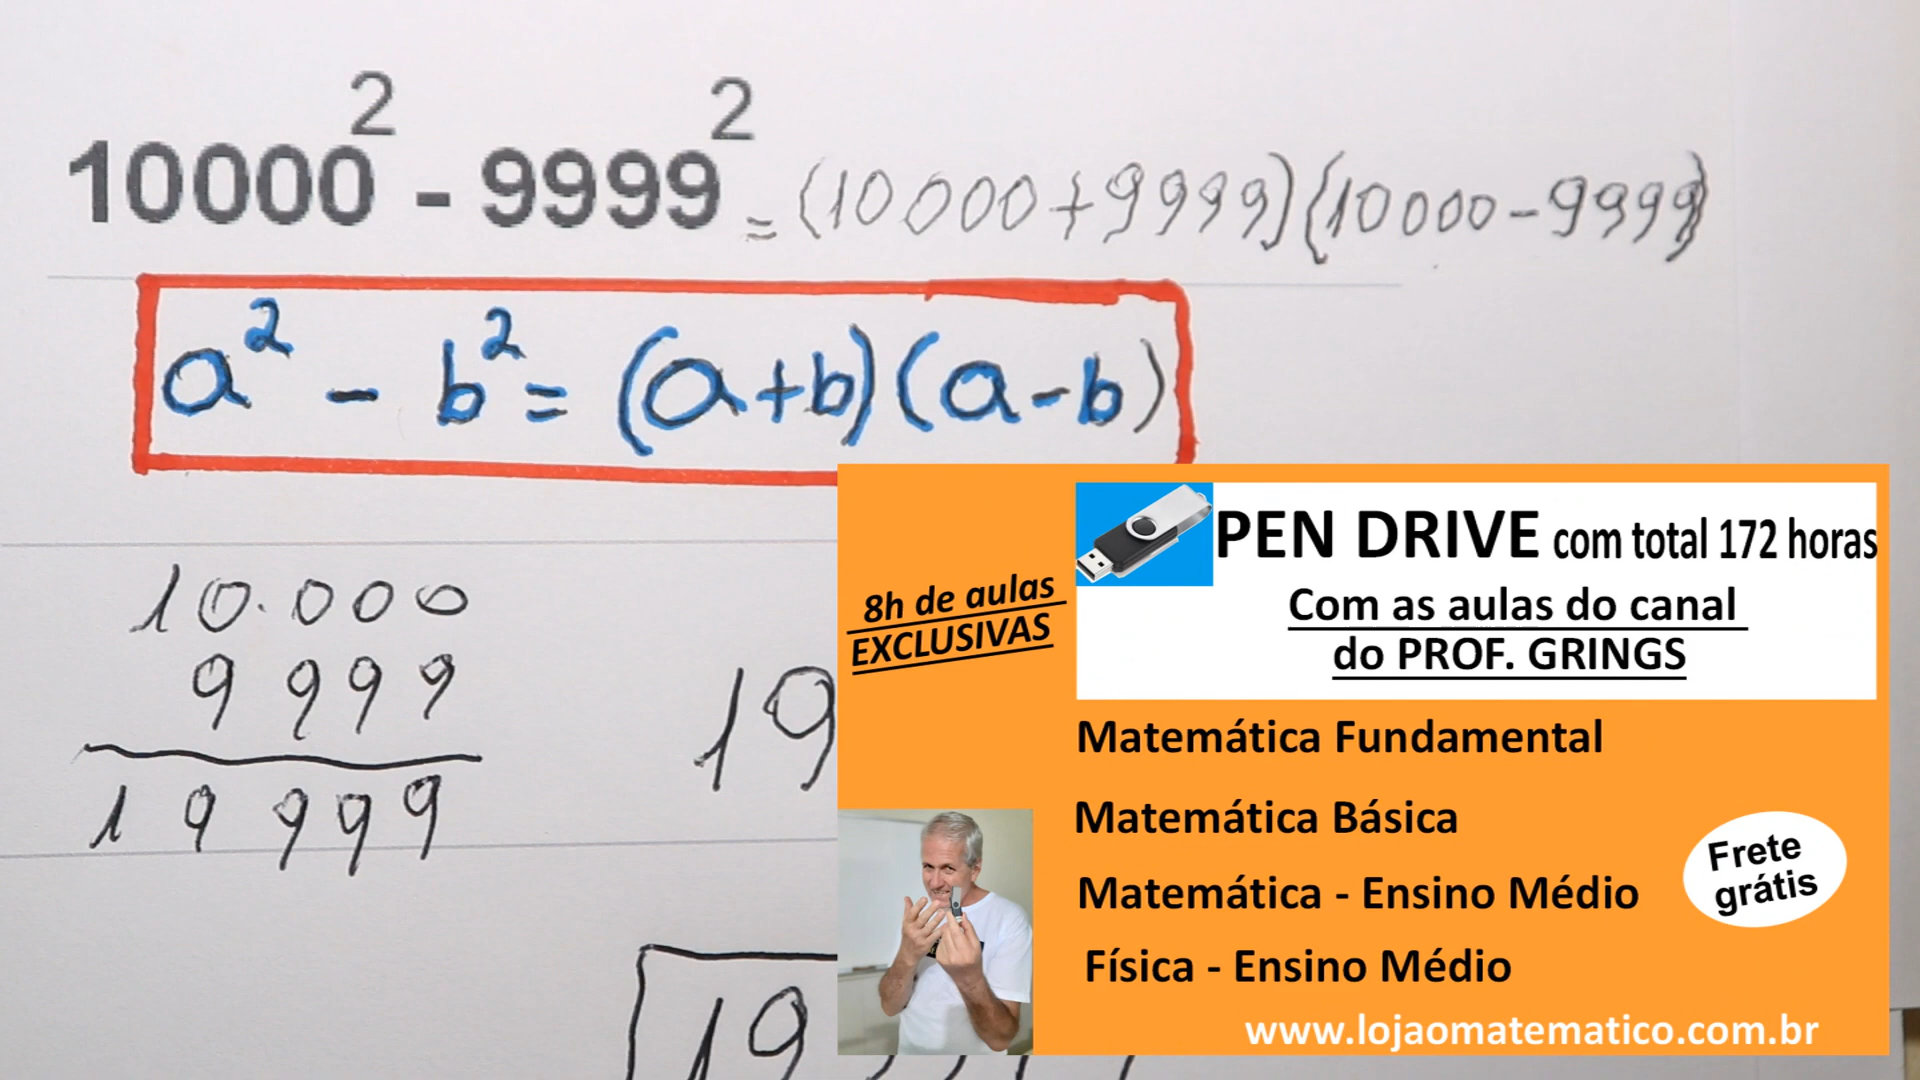 10000² - 9999² = (10000+9999)(10000-9999)
a² - b² = (a+b)(a-b)
10.000
9999
19999
19
19
8h de aulas
EXCLUSIVAS
PEN DRIVE com total 172 horas
Com as aulas do canal
do PROF. GRINGS
Matemática Fundamental
Matemática Básica
Matemática - Ensino Médio
Física - Ensino Médio
Frete
grátis
www.lojaomatematico.com.br